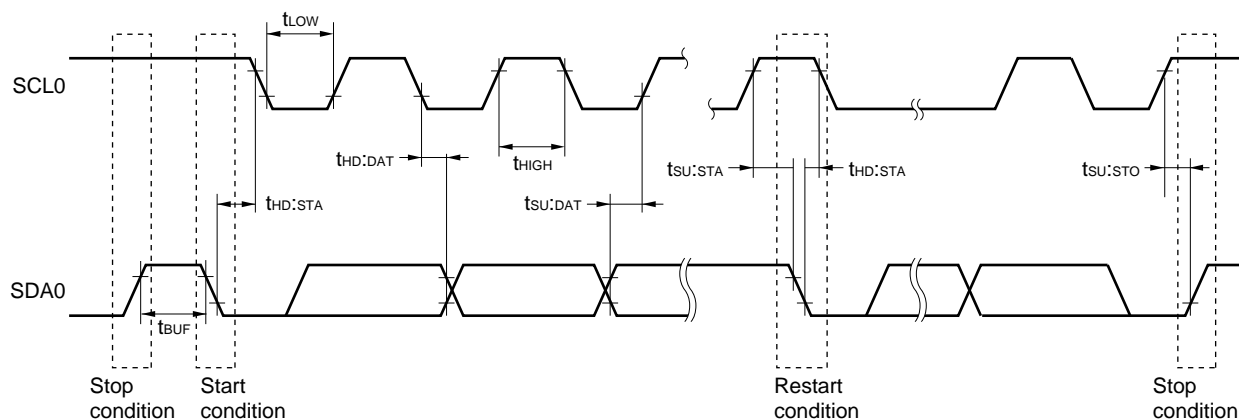 tLOW
SCL0
tHD:DAT
tHIGH
tSU:STA
tHD:STA
tSU:STO
tHD:STA
tSU:DAT
SDA0
tBUF
Stop
condition
Start
condition
Restart
condition
Stop
condition